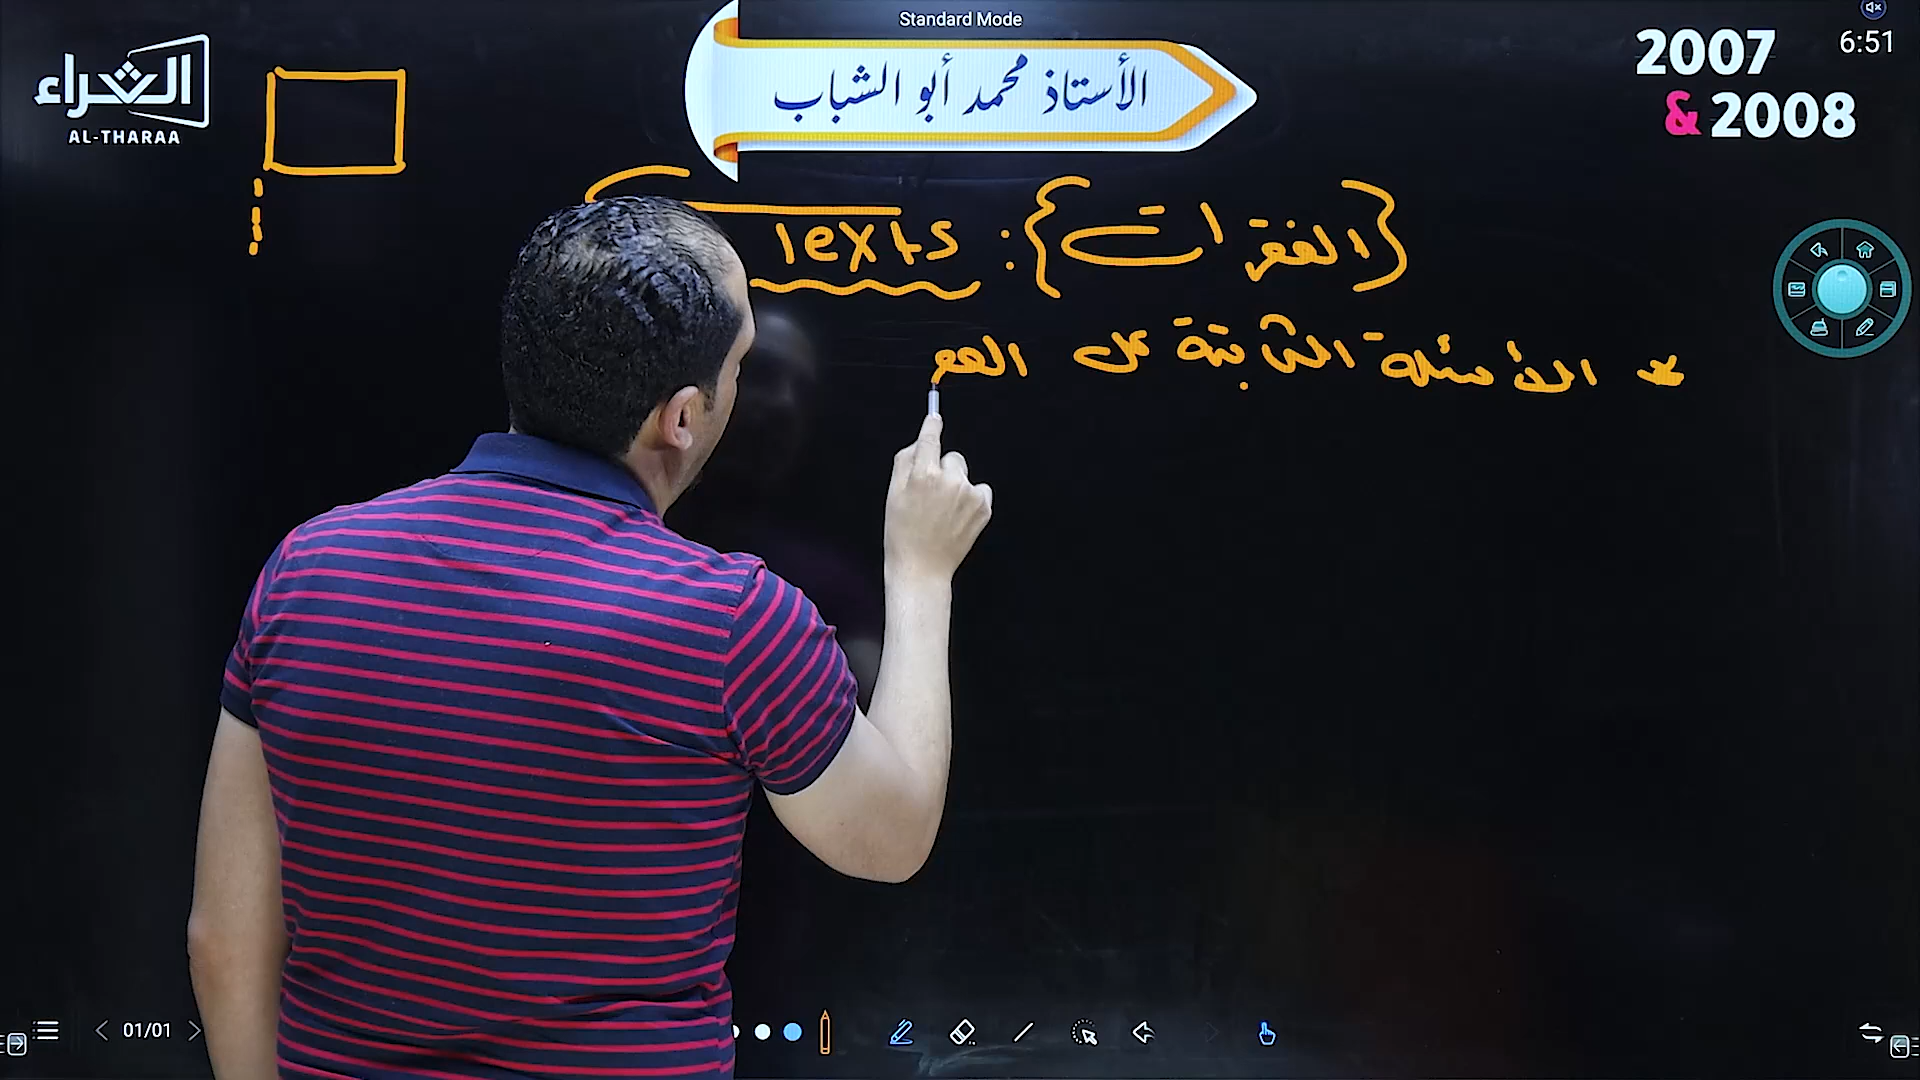 Standard Mode
6:51
الثراء
AL-THARAA
الأستاذ محمد أبو الشباب
2007
& 2008
Texts : {الفقرات}
* الأسئلة الثابتة على الفقر
01/01